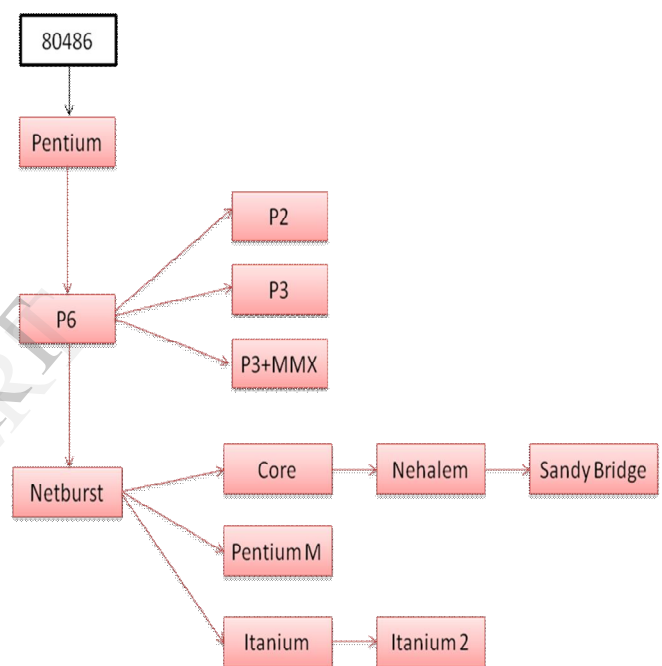 80486
Pentium
P2
P3
P6
P3+MMX
Core
Nehalem
Sandy Bridge
Netburst
Pentium M
Itanium
Itanium 2